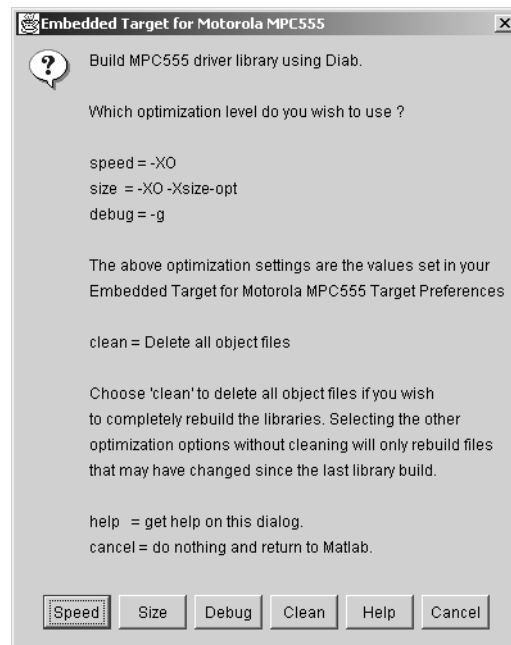 Embedded Target for Motorola MPC555
Build MPC555 driver library using Diab.
Which optimization level do you wish to use ?
speed = -XO
size = -XO -Xsize-opt
debug = -g
The above optimization settings are the values set in your
Embedded Target for Motorola MPC555 Target Preferences
clean = Delete all object files
Choose 'clean' to delete all object files if you wish
to completely rebuild the libraries. Selecting the other
optimization options without cleaning will only rebuild files
that may have changed since the last library build.
help = get help on this dialog.
cancel = do nothing and return to Matlab.
Speed Size Debug Clean Help Cancel